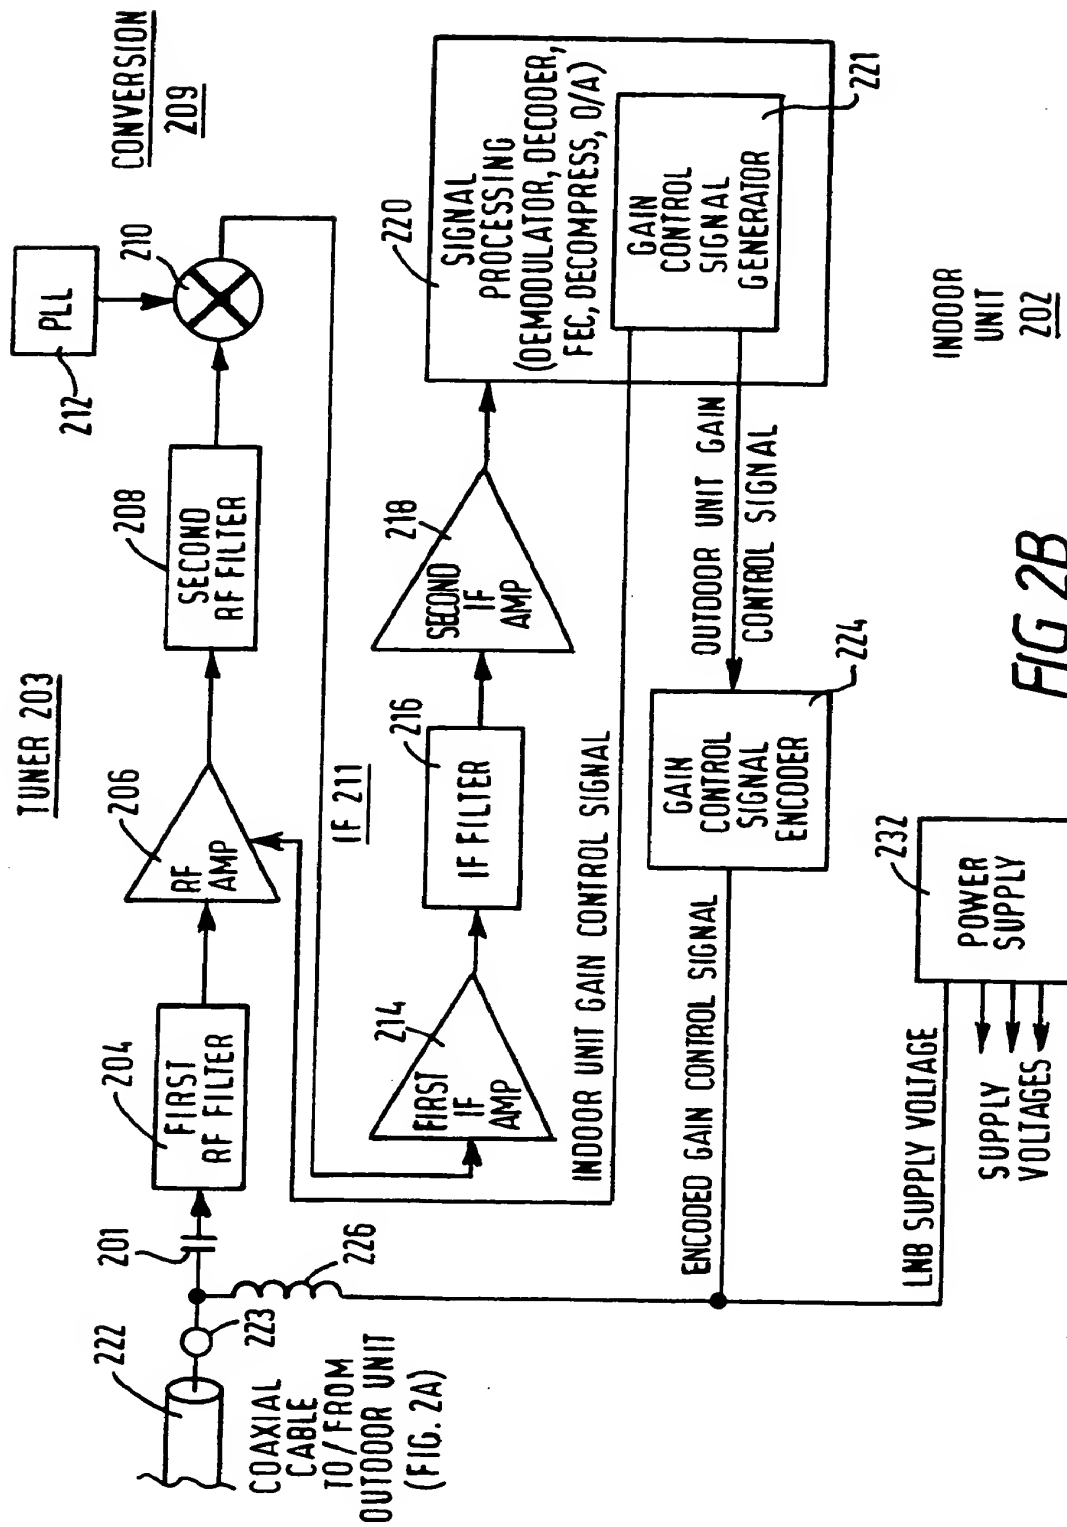 TUNER 203
CONVERSION
209
PLL
212
210
222
223
201
204
FIRST
RF FILTER
206
RF
AMP
208
SECOND
RF FILTER
226
COAXIAL
CABLE
TO/FROM
OUTDOOR UNIT
(FIG. 2A)
IF 211
214
FIRST
IF
AMP
216
IF FILTER
218
SECOND
IF
AMP
220
SIGNAL
PROCESSING
(DEMODULATOR, DECODER,
FEC, DECOMPRESS, D/A)
GAIN
CONTROL
SIGNAL
GENERATOR
221
INDOOR UNIT GAIN CONTROL SIGNAL
OUTDOOR UNIT GAIN
CONTROL SIGNAL
GAIN
CONTROL
SIGNAL
ENCODER
224
ENCODED GAIN CONTROL SIGNAL
LNB SUPPLY VOLTAGE
232
POWER
SUPPLY
SUPPLY
VOLTAGES
INDOOR
UNIT
202
FIG 2B